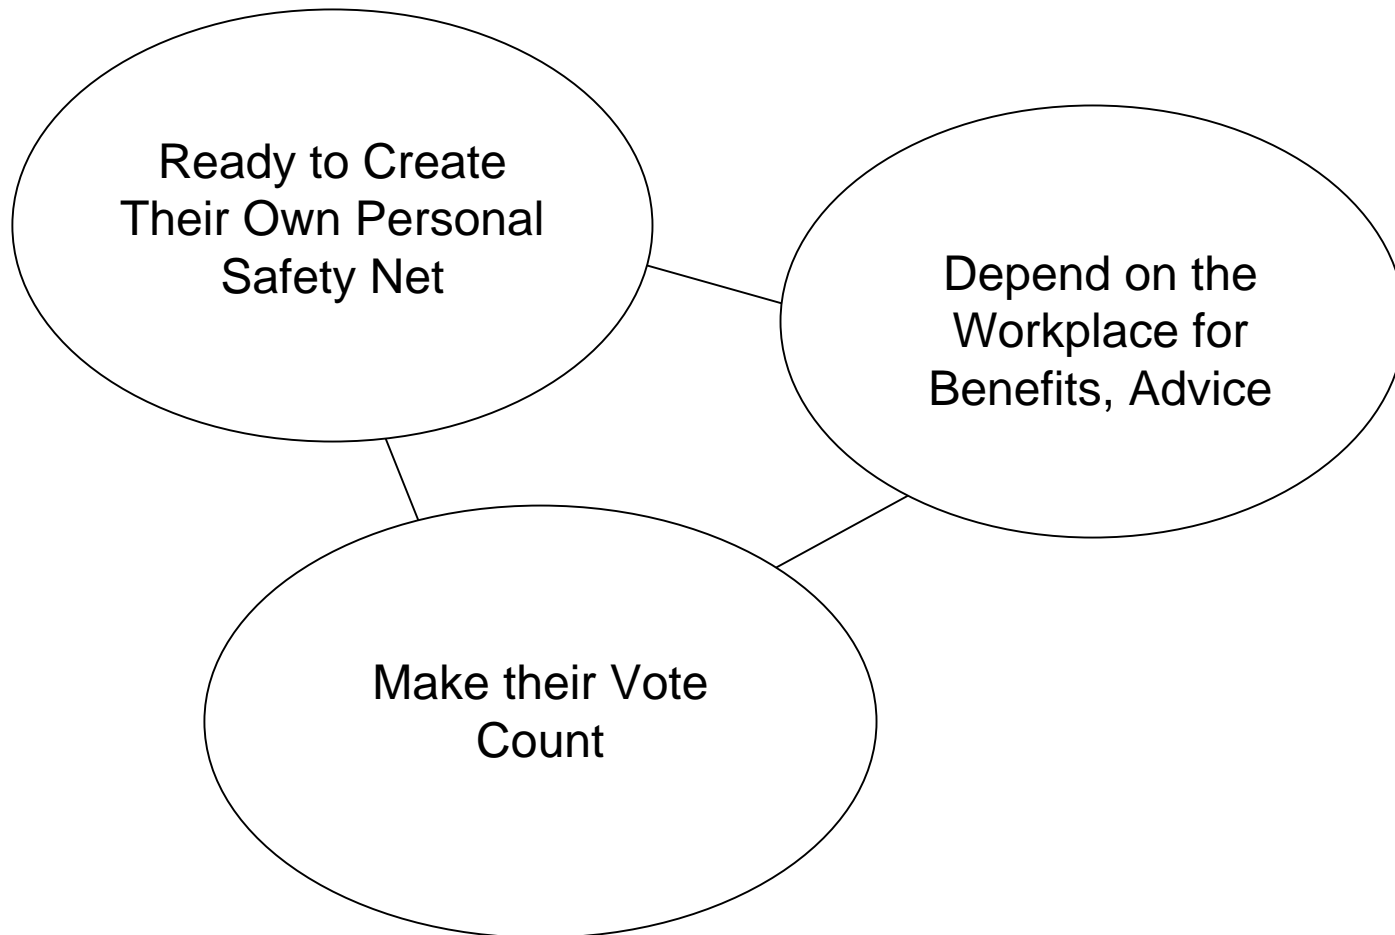 Ready to Create
Their Own Personal
Safety Net
Depend on the
Workplace for
Benefits, Advice
Make their Vote
Count